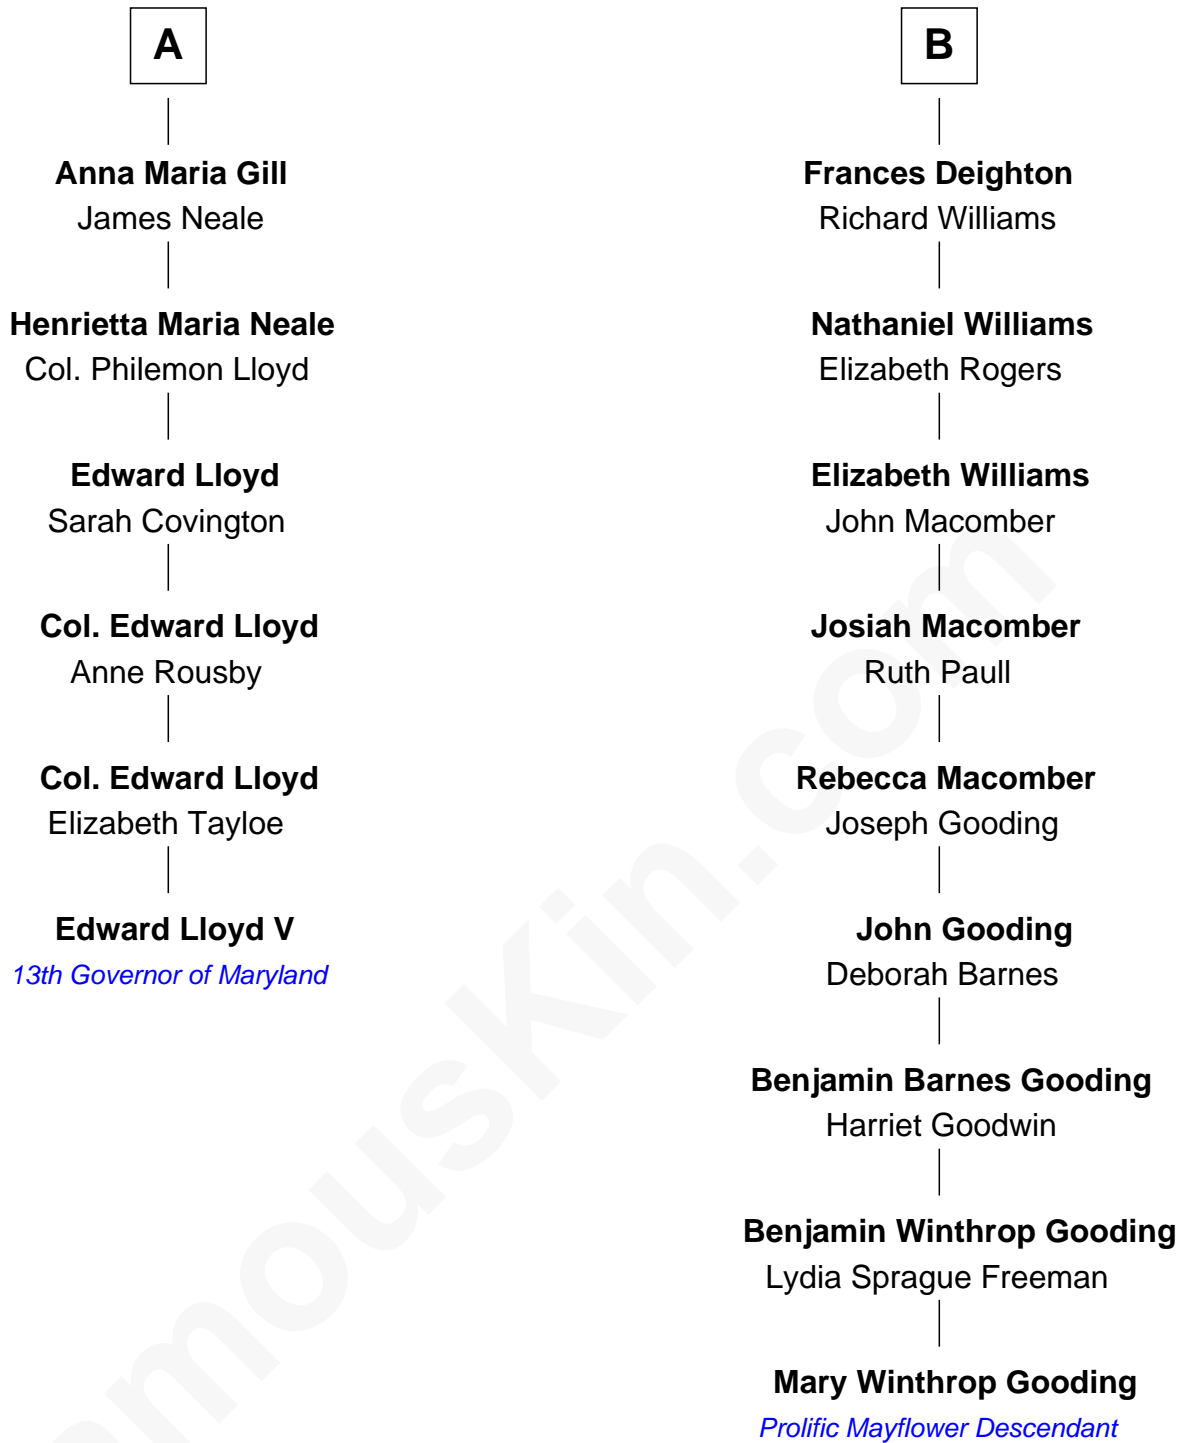 A
Anna Maria Gill
James Neale
Henrietta Maria Neale
Col. Philemon Lloyd
Edward Lloyd
Sarah Covington
Col. Edward Lloyd
Anne Rousby
Col. Edward Lloyd
Elizabeth Tayloe
Edward Lloyd V
13th Governor of Maryland
B
Frances Deighton
Richard Williams
Nathaniel Williams
Elizabeth Rogers
Elizabeth Williams
John Macomber
Josiah Macomber
Ruth Paull
Rebecca Macomber
Joseph Gooding
John Gooding
Deborah Barnes
Benjamin Barnes Gooding
Harriet Goodwin
Benjamin Winthrop Gooding
Lydia Sprague Freeman
Mary Winthrop Gooding
Prolific Mayflower Descendant
amouskin.com